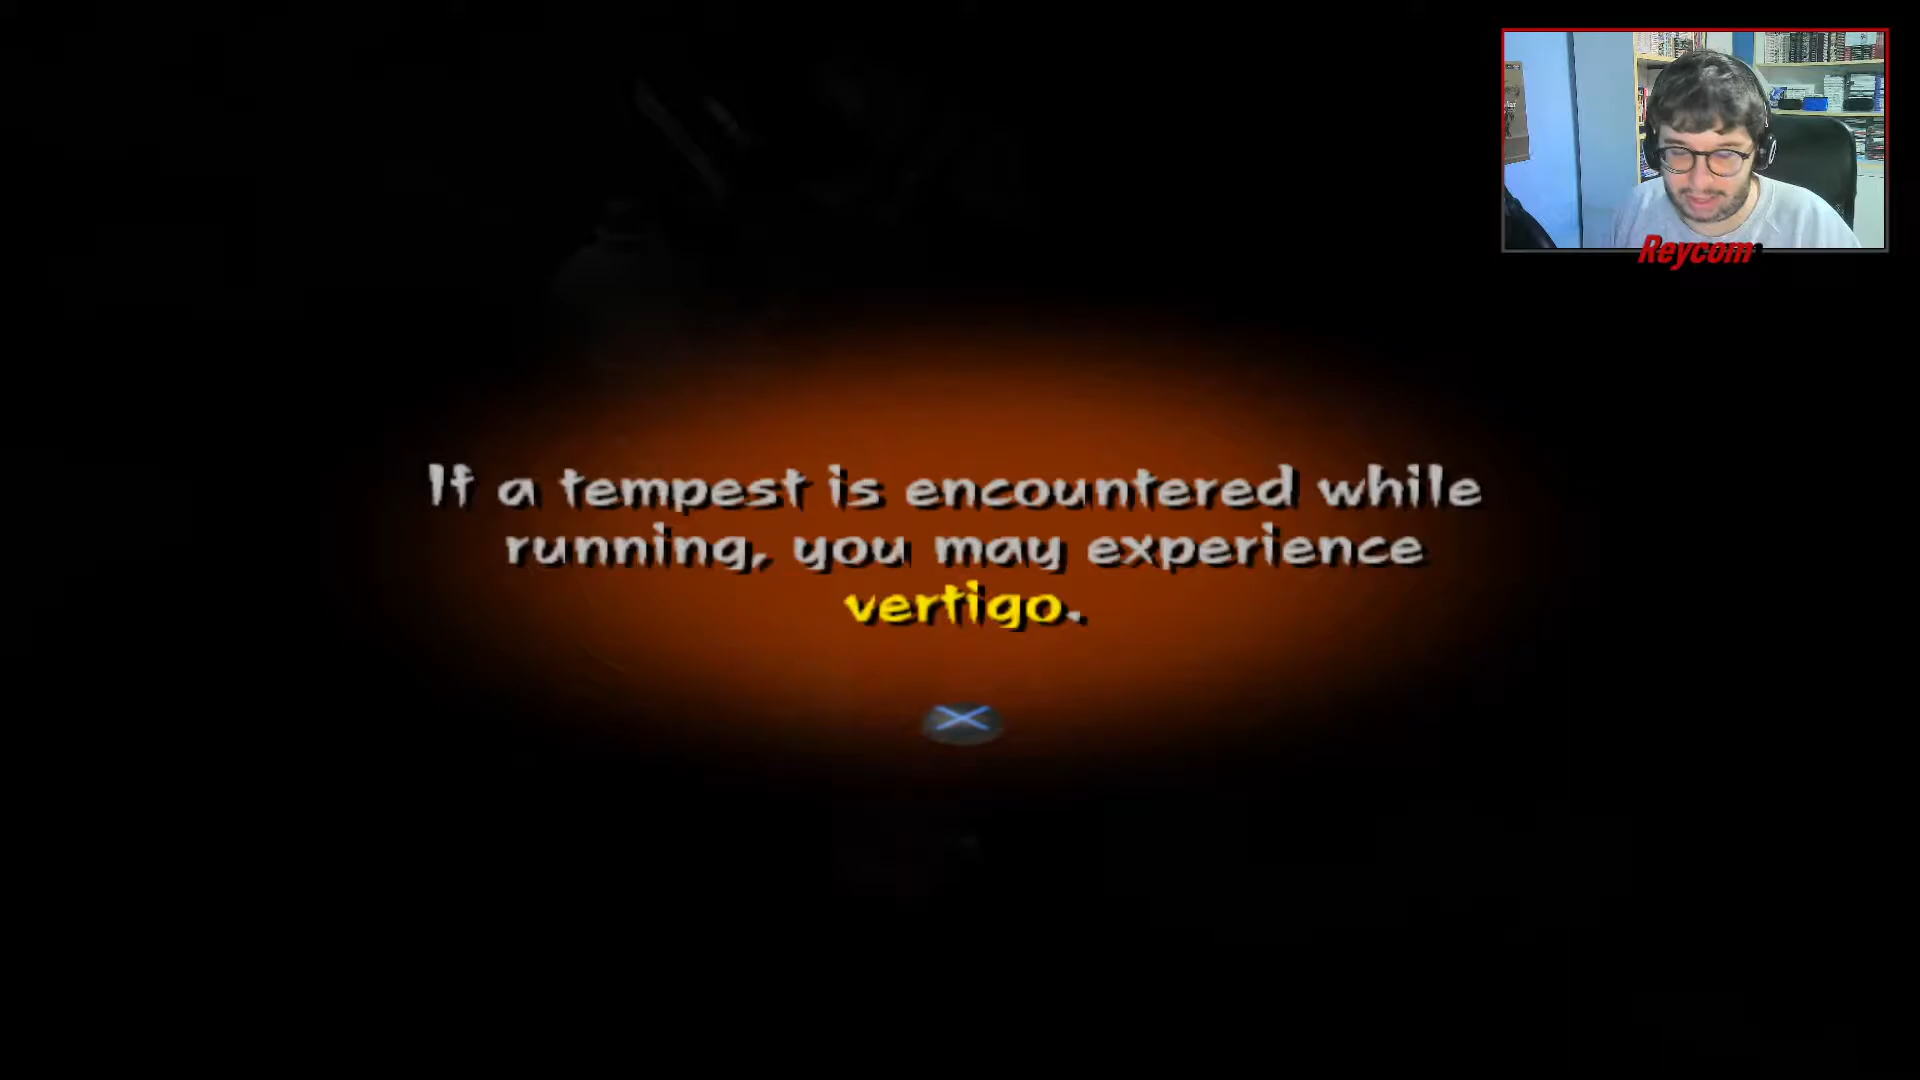 Reycom
If a tempest is encountered while
running, you may experience
vertigo.